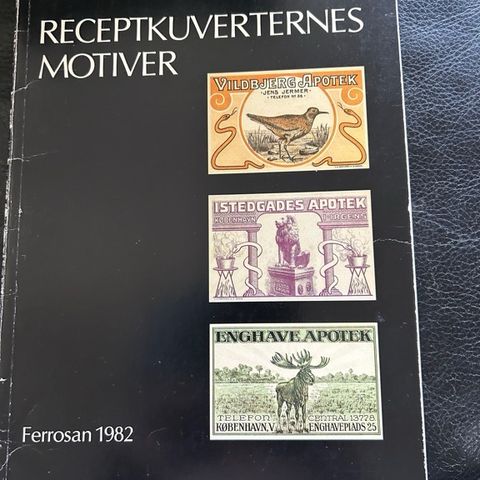 RECEPTKUVERTERNES
MOTIVER
VILDBJERG APOTEK
JENS JERMER
TELEFON Nr.
ISTEDGADES APOTEK
KØBENHAVN
ENGHAVE APOTEK
TELEFON CENTRAL 13778
KØBENHAVN.V ENGHAVEPLADS 25
Ferrosan 1982